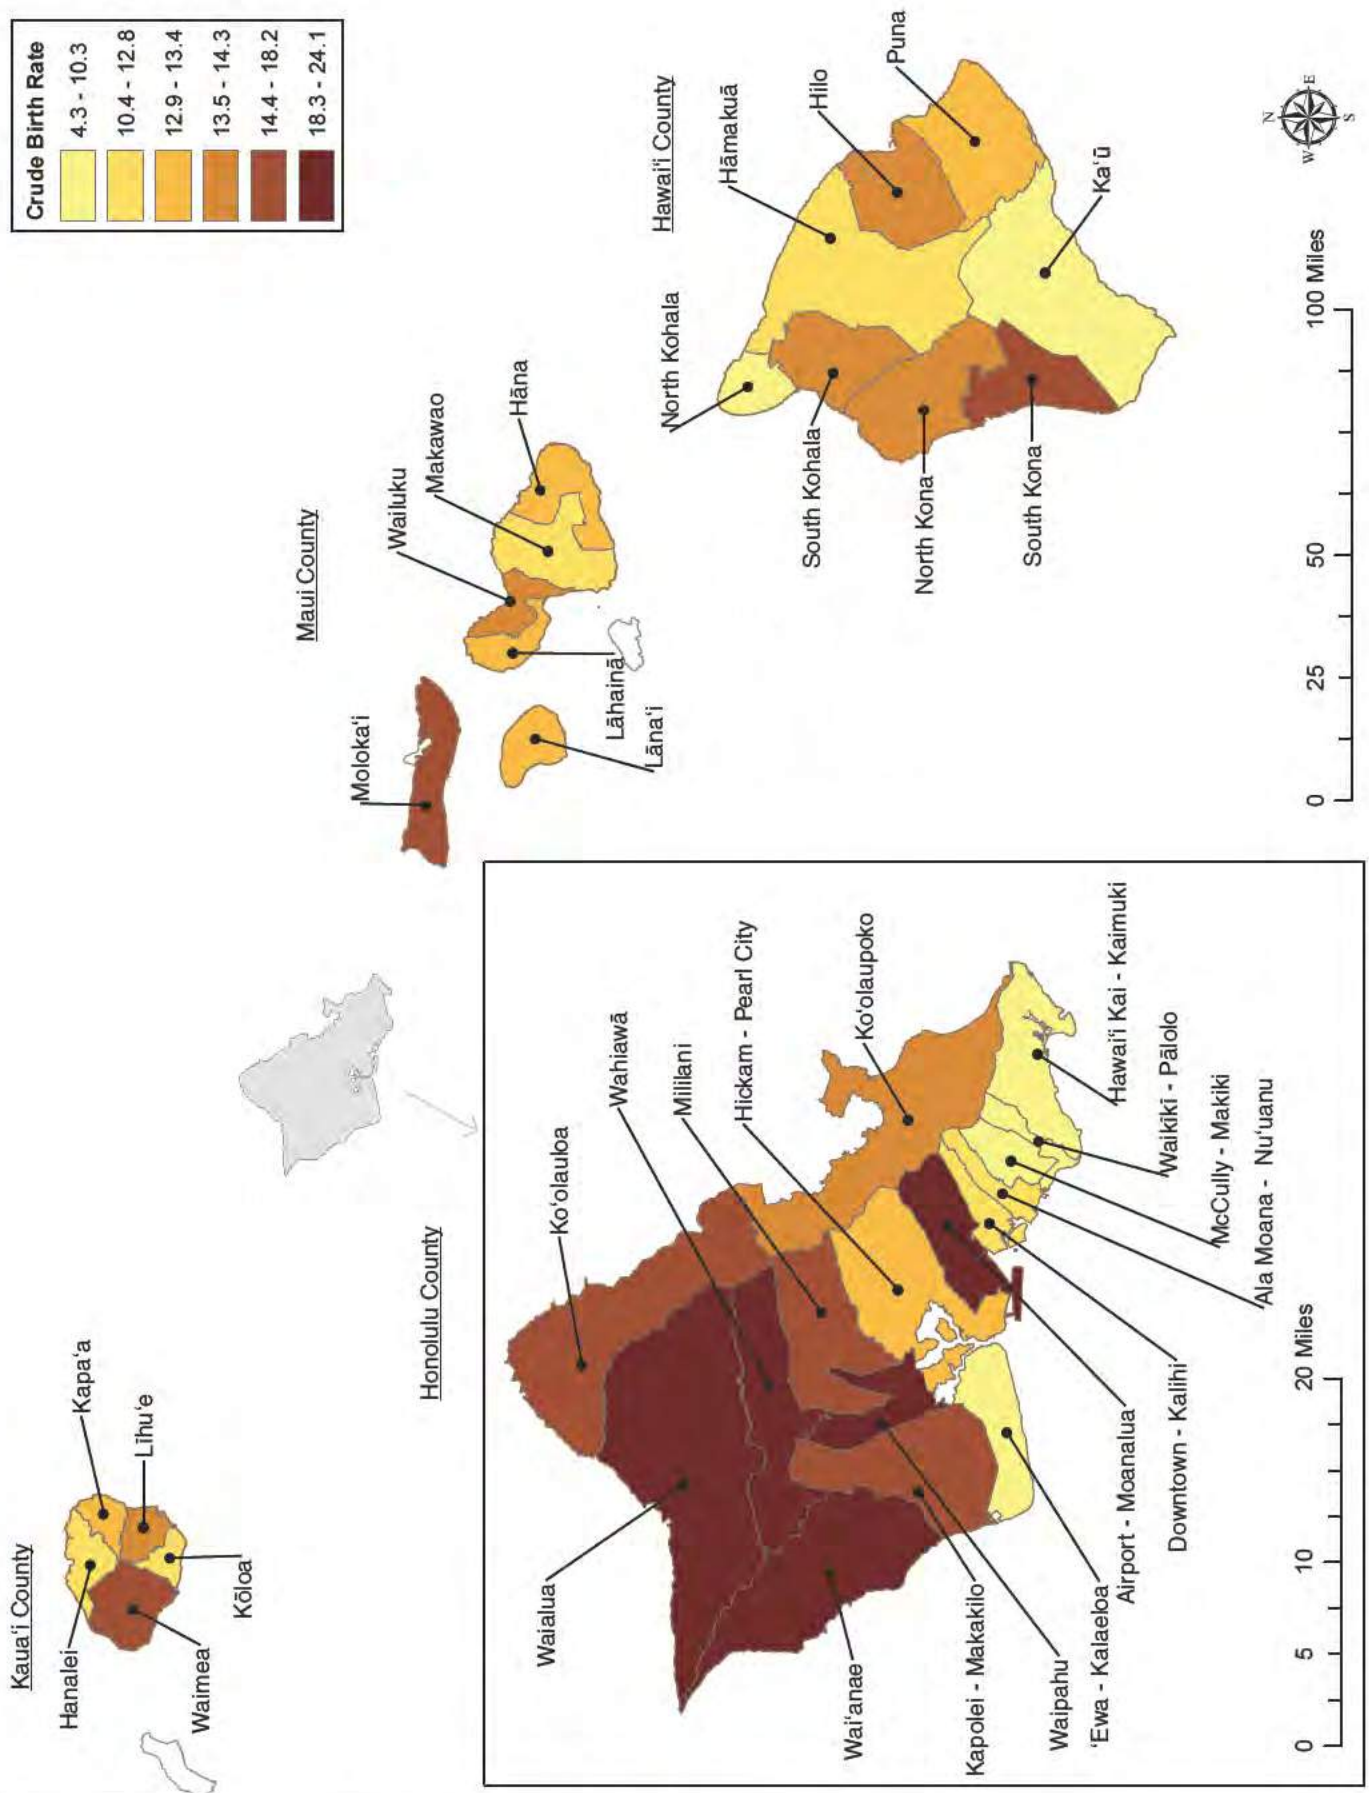 Kaua'i County
Hanalei
Kapa'a
Līhu'e
Waimea
Kōloa
Honolulu County
Ko'olauloa
Wahiawā
Mililani
Hickam - Pearl City
Ko'olaupoko
Waialua
Wai'anae
Kapolei - Makakilo
Waipahu
'Ewa - Kalaeloa
Airport - Moanalua
Downtown - Kalihi
Ala Moana - Nu'uanu
McCully - Makiki
Waikiki - Pālolo
Hawai'i Kai - Kaimuki
0 5 10 20 Miles
Maui County
Moloka'i
Wailuku
Makawao
Hāna
Lāhainā
Lāna'i
Crude Birth Rate
4.3 - 10.3
10.4 - 12.8
12.9 - 13.4
13.5 - 14.3
14.4 - 18.2
18.3 - 24.1
Hawai'i County
North Kohala
Hāmakuā
Hilo
Puna
South Kohala
North Kona
South Kona
Ka'ū
0 25 50 100 Miles
N
W E
S